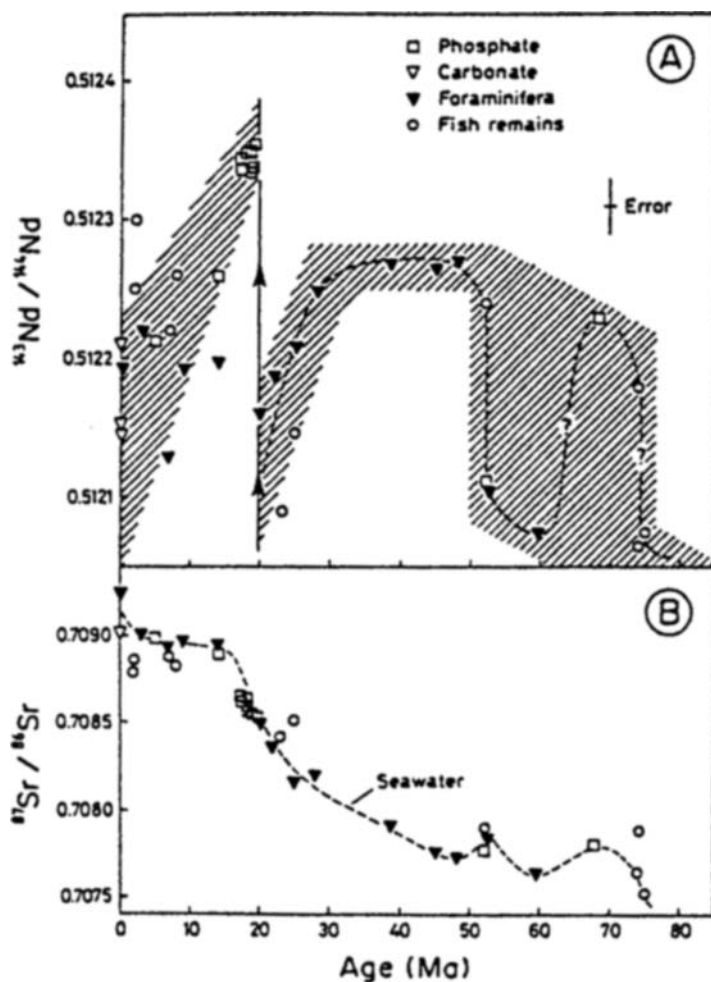 A
□ Phosphate
▽ Carbonate
▼ Foraminifera
○ Fish remains
0.5124
0.5123
0.5122
0.5121
¹⁴³Nd / ¹⁴⁴Nd
Error
?
?
B
0.7090
0.7085
0.7080
0.7075
⁸⁷Sr / ⁸⁶Sr
Seawater
0 10 20 30 40 50 60 70 80
Age (Ma)